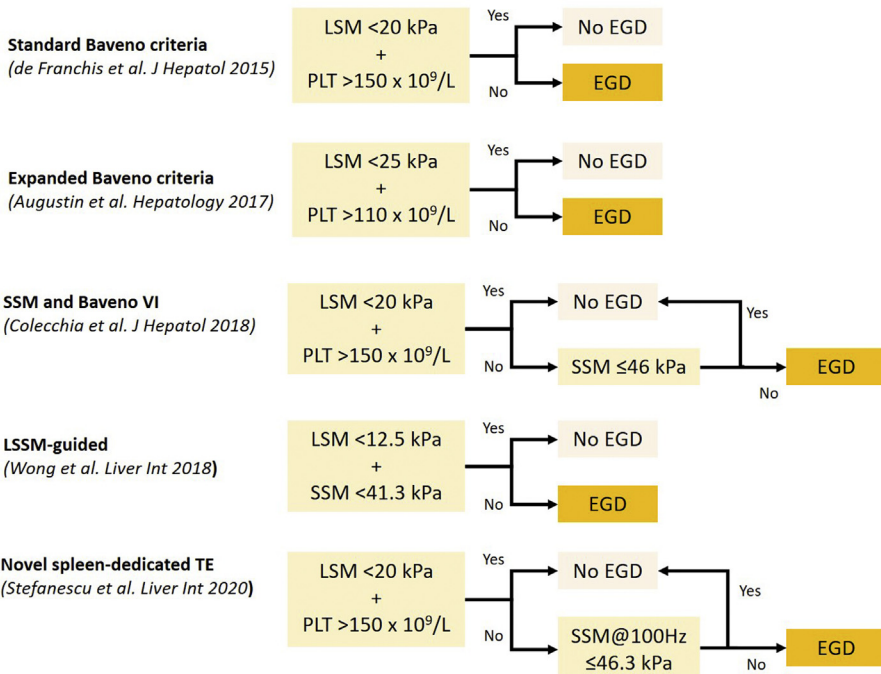 Standard Baveno criteria
(de Franchis et al. J Hepatol 2015)
LSM <20 kPa
+
PLT >150 x 10⁹/L
Yes
No EGD
No
EGD
Expanded Baveno criteria
(Augustin et al. Hepatology 2017)
LSM <25 kPa
+
PLT >110 x 10⁹/L
Yes
No EGD
No
EGD
SSM and Baveno VI
(Colecchia et al. J Hepatol 2018)
LSM <20 kPa
+
PLT >150 x 10⁹/L
Yes
No EGD
No
SSM ≤46 kPa
Yes
No
EGD
LSSM-guided
(Wong et al. Liver Int 2018)
LSM <12.5 kPa
+
SSM <41.3 kPa
Yes
No EGD
No
EGD
Novel spleen-dedicated TE
(Stefanescu et al. Liver Int 2020)
LSM <20 kPa
+
PLT >150 x 10⁹/L
Yes
No EGD
No
SSM@100Hz
≤46.3 kPa
Yes
No
EGD